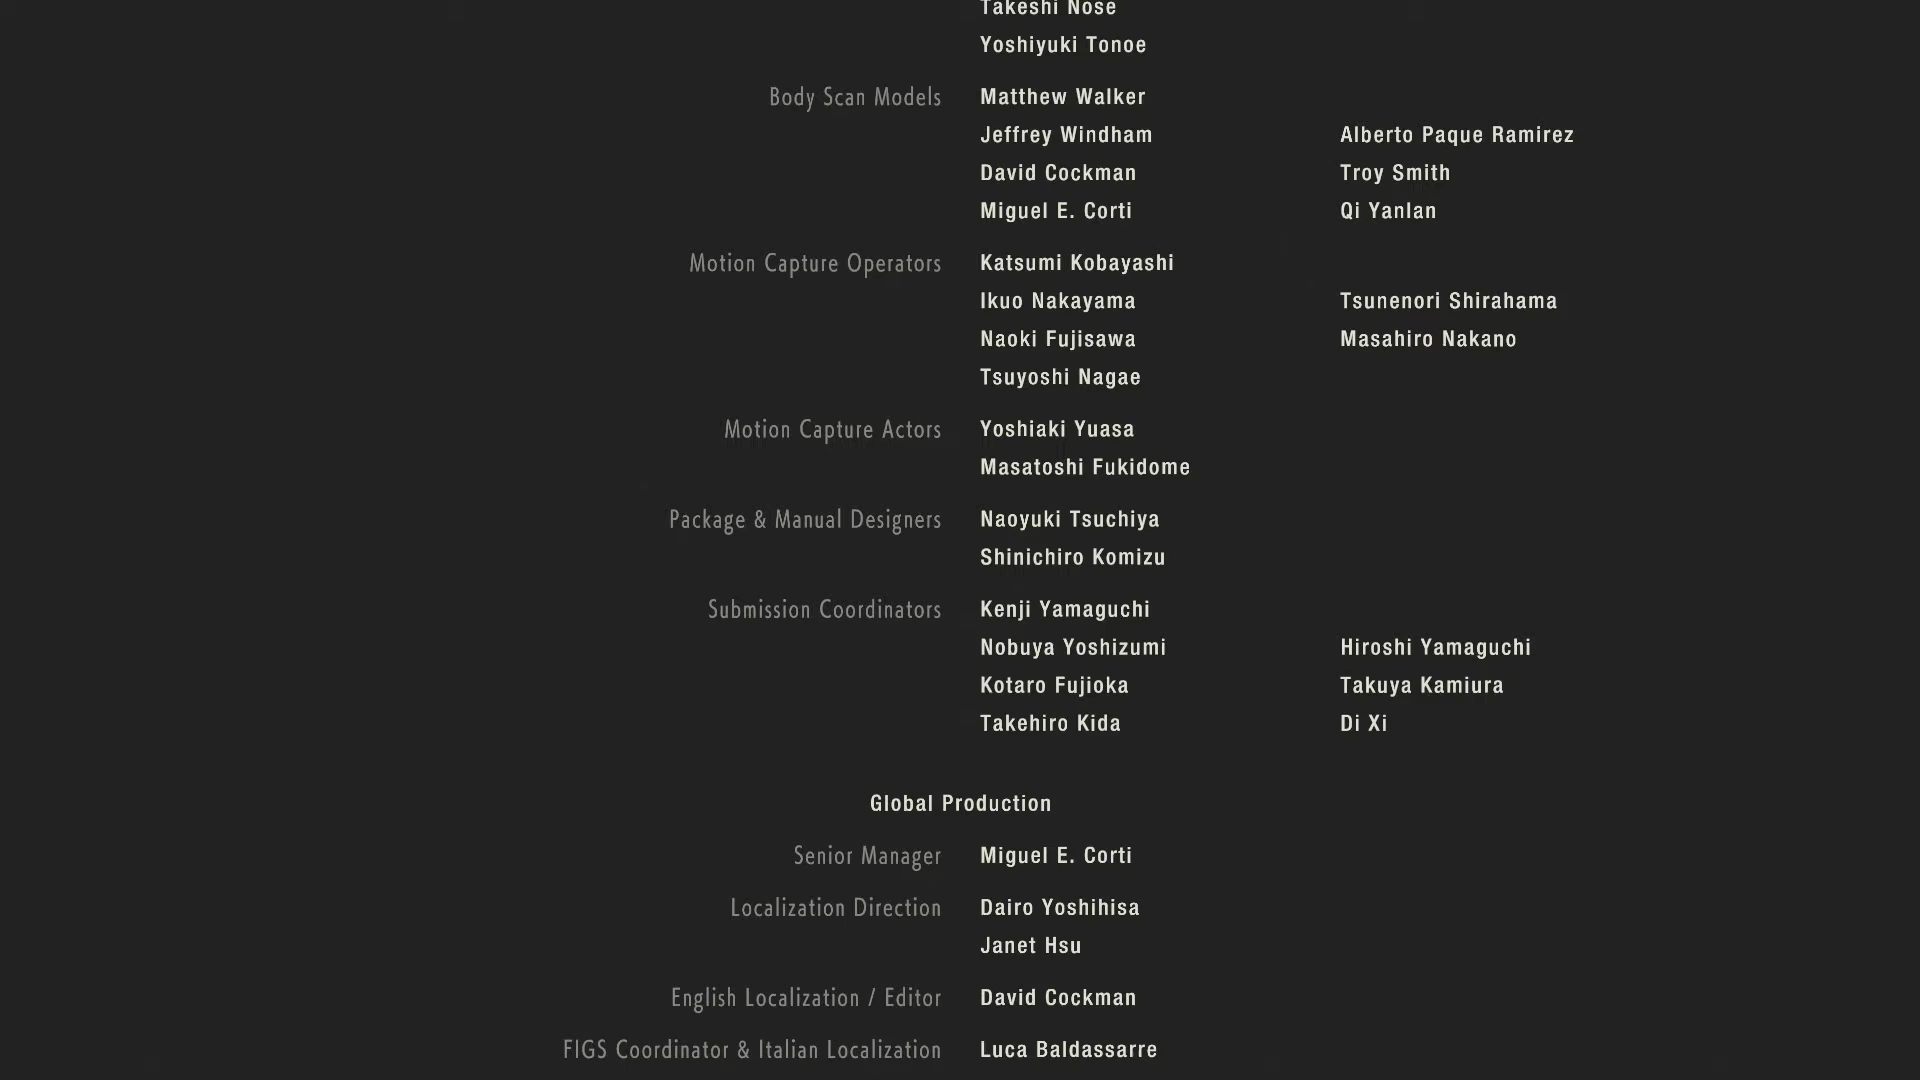 Takeshi Nose
Yoshiyuki Tonoe
Body Scan Models Matthew Walker
Jeffrey Windham Alberto Paque Ramirez
David Cockman Troy Smith
Miguel E. Corti Qi Yanlan
Motion Capture Operators Katsumi Kobayashi
Ikuo Nakayama Tsunenori Shirahama
Naoki Fujisawa Masahiro Nakano
Tsuyoshi Nagae
Motion Capture Actors Yoshiaki Yuasa
Masatoshi Fukidome
Package & Manual Designers Naoyuki Tsuchiya
Shinichiro Komizu
Submission Coordinators Kenji Yamaguchi
Nobuya Yoshizumi Hiroshi Yamaguchi
Kotaro Fujioka Takuya Kamiura
Takehiro Kida Di Xi
Global Production
Senior Manager Miguel E. Corti
Localization Direction Dairo Yoshihisa
Janet Hsu
English Localization / Editor David Cockman
FIGS Coordinator & Italian Localization Luca Baldassarre